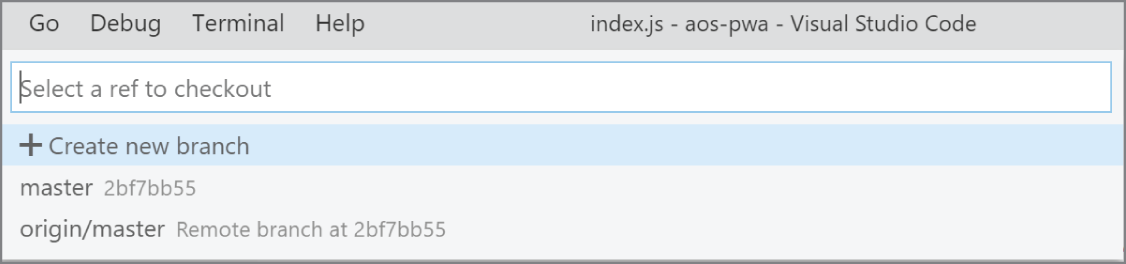 Go Debug Terminal Help index.js - aos-pwa - Visual Studio Code
Select a ref to checkout
+ Create new branch
master 2bf7bb55
origin/master Remote branch at 2bf7bb55